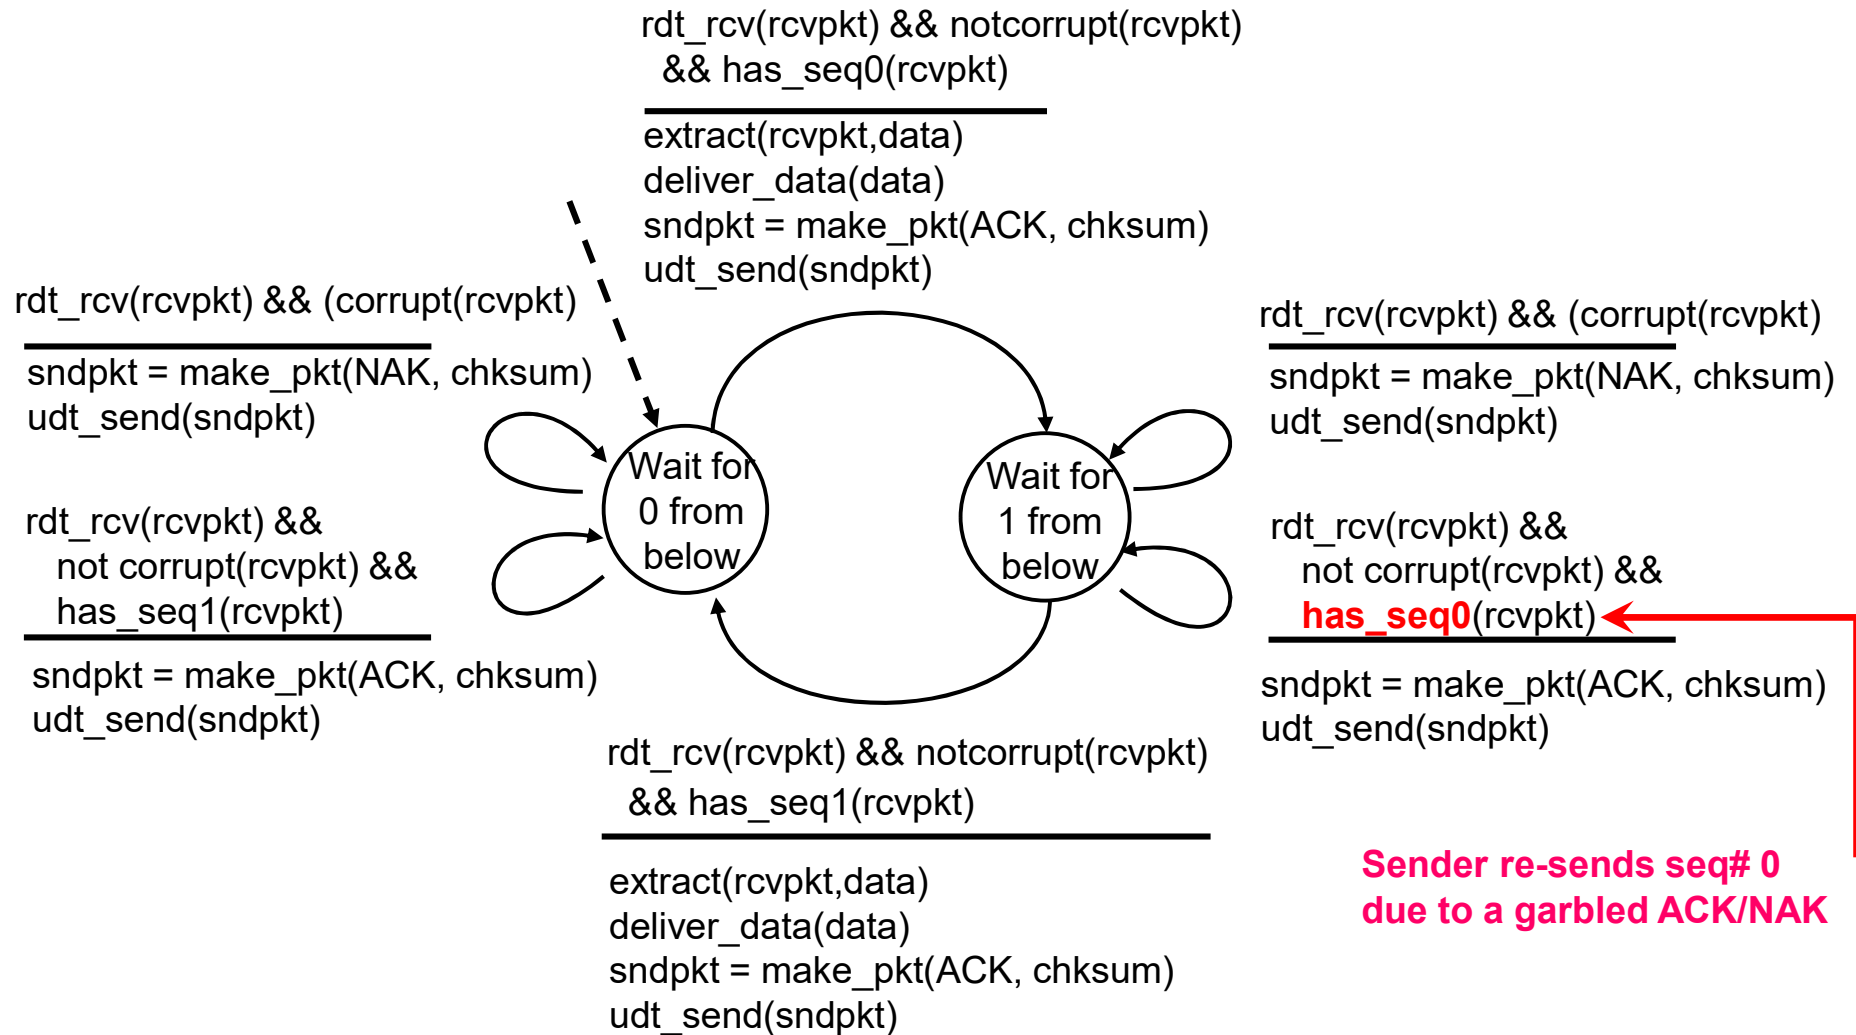 rdt_rcv(rcvpkt) && notcorrupt(rcvpkt)
&& has_seq0(rcvpkt)
extract(rcvpkt,data)
deliver_data(data)
sndpkt = make_pkt(ACK, chksum)
udt_send(sndpkt)
rdt_rcv(rcvpkt) && (corrupt(rcvpkt)
sndpkt = make_pkt(NAK, chksum)
udt_send(sndpkt)
rdt_rcv(rcvpkt) &&
not corrupt(rcvpkt) &&
has_seq1(rcvpkt)
sndpkt = make_pkt(ACK, chksum)
udt_send(sndpkt)
Wait for
0 from
below
Wait for
1 from
below
rdt_rcv(rcvpkt) && (corrupt(rcvpkt)
sndpkt = make_pkt(NAK, chksum)
udt_send(sndpkt)
rdt_rcv(rcvpkt) &&
not corrupt(rcvpkt) &&
has_seq0(rcvpkt)
sndpkt = make_pkt(ACK, chksum)
udt_send(sndpkt)
rdt_rcv(rcvpkt) && notcorrupt(rcvpkt)
&& has_seq1(rcvpkt)
extract(rcvpkt,data)
deliver_data(data)
sndpkt = make_pkt(ACK, chksum)
udt_send(sndpkt)
Sender re-sends seq# 0
due to a garbled ACK/NAK